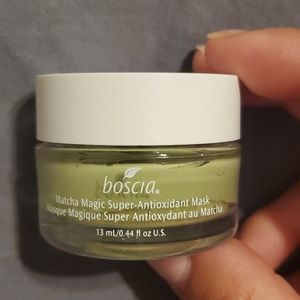 boscia®
Matcha Magic Super-Antioxidant Mask
Masque Magique Super Antioxydant au Matcha
13 mL/0.44 fl oz U.S.